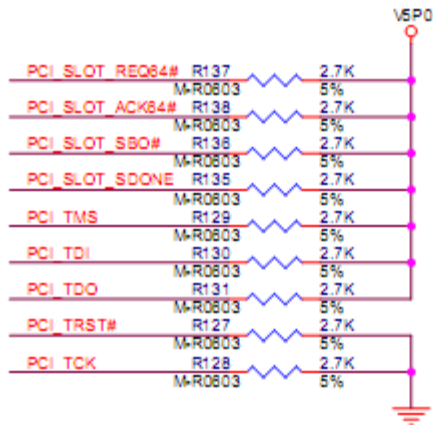 V5P0
PCI_SLOT_REQ64# R137 2.7K
M-R0603 5%
PCI_SLOT_ACK64# R138 2.7K
M-R0603 5%
PCI_SLOT_SBO# R136 2.7K
M-R0603 5%
PCI_SLOT_SDONE R135 2.7K
M-R0603 5%
PCI_TMS R129 2.7K
M-R0603 5%
PCI_TDI R130 2.7K
M-R0603 5%
PCI_TDO R131 2.7K
M-R0603 5%
PCI_TRST# R127 2.7K
M-R0603 5%
PCI_TCK R128 2.7K
M-R0603 5%